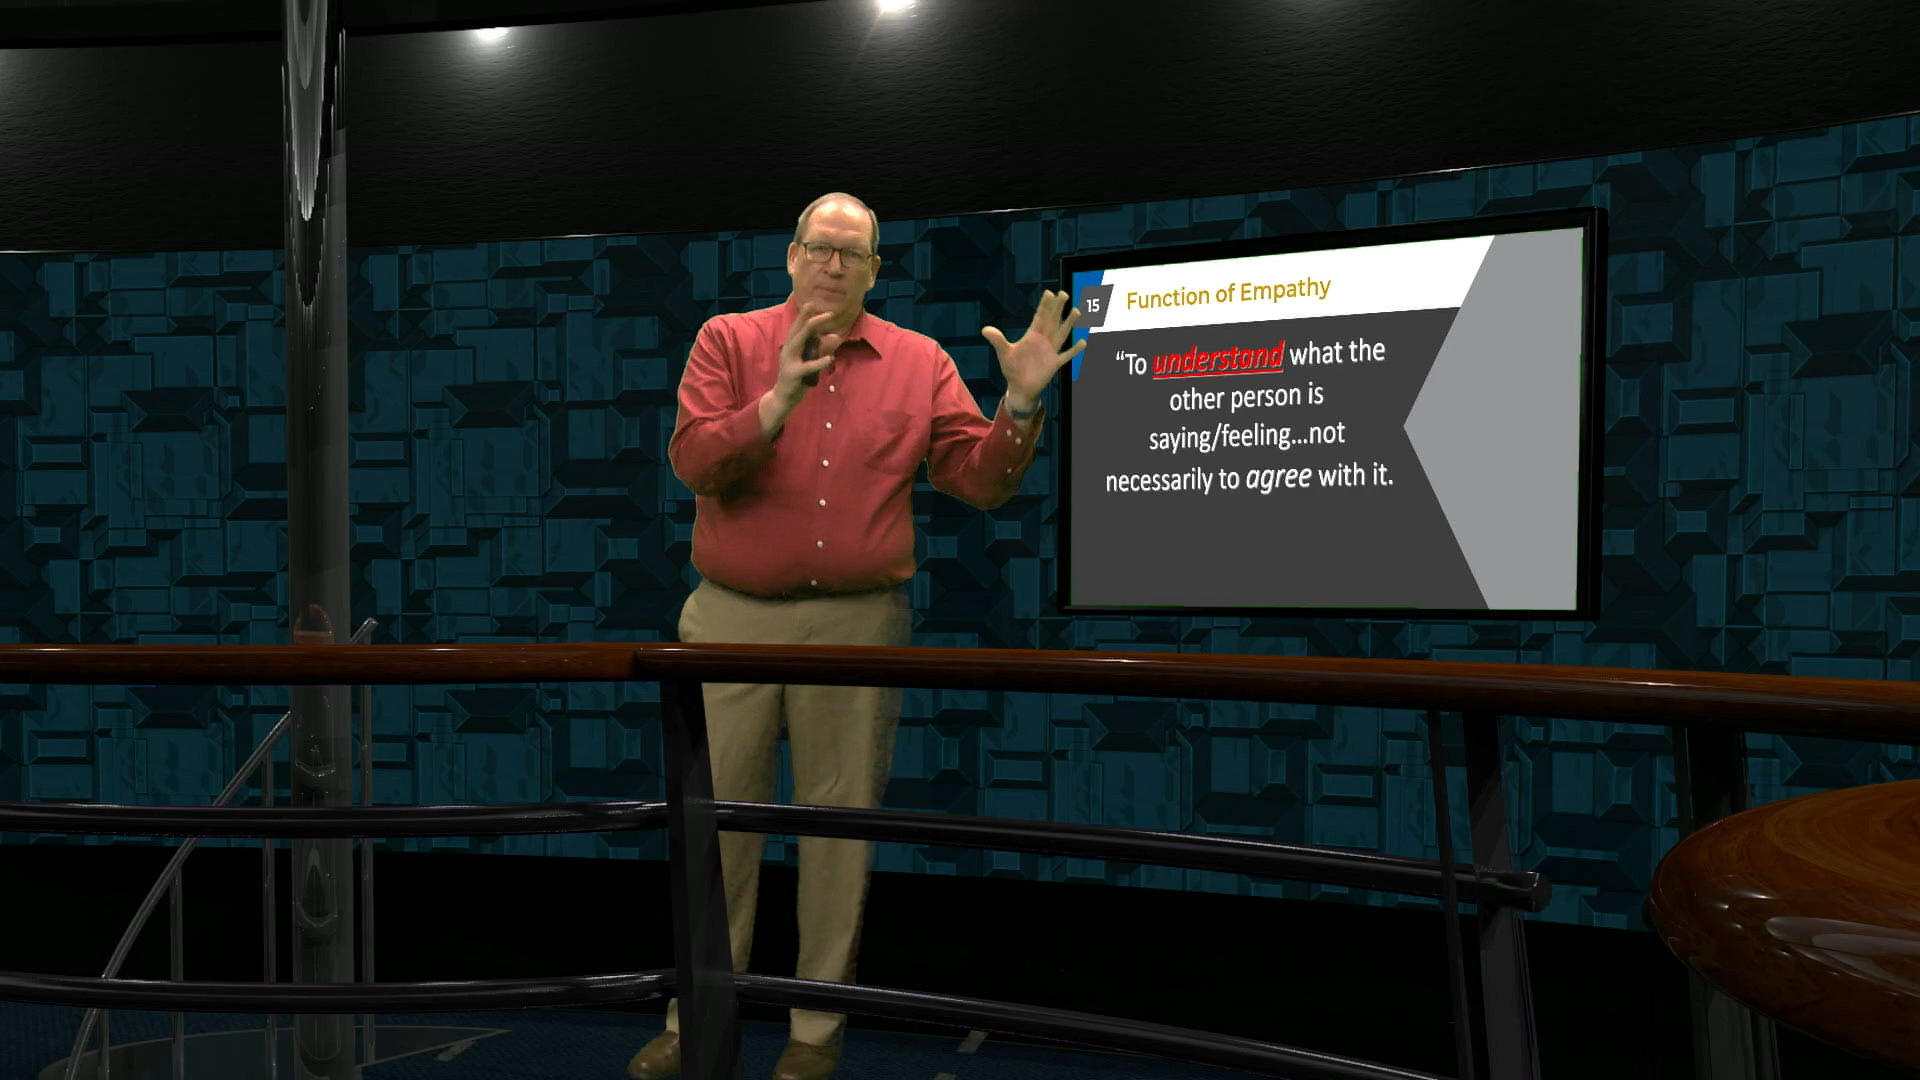 15
Function of Empathy
“To understand what the
other person is
saying/feeling...not
necessarily to agree with it.